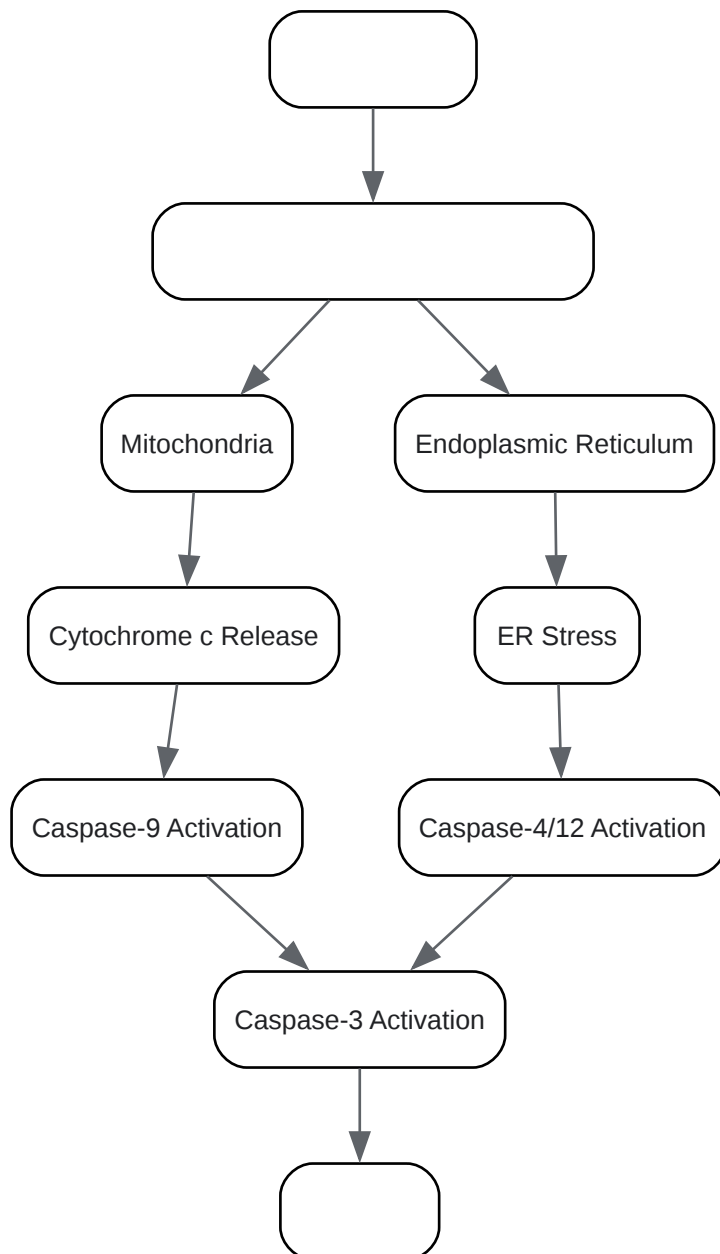 Mitochondria
Endoplasmic Reticulum
Cytochrome c Release
ER Stress
Caspase-9 Activation
Caspase-4/12 Activation
Caspase-3 Activation